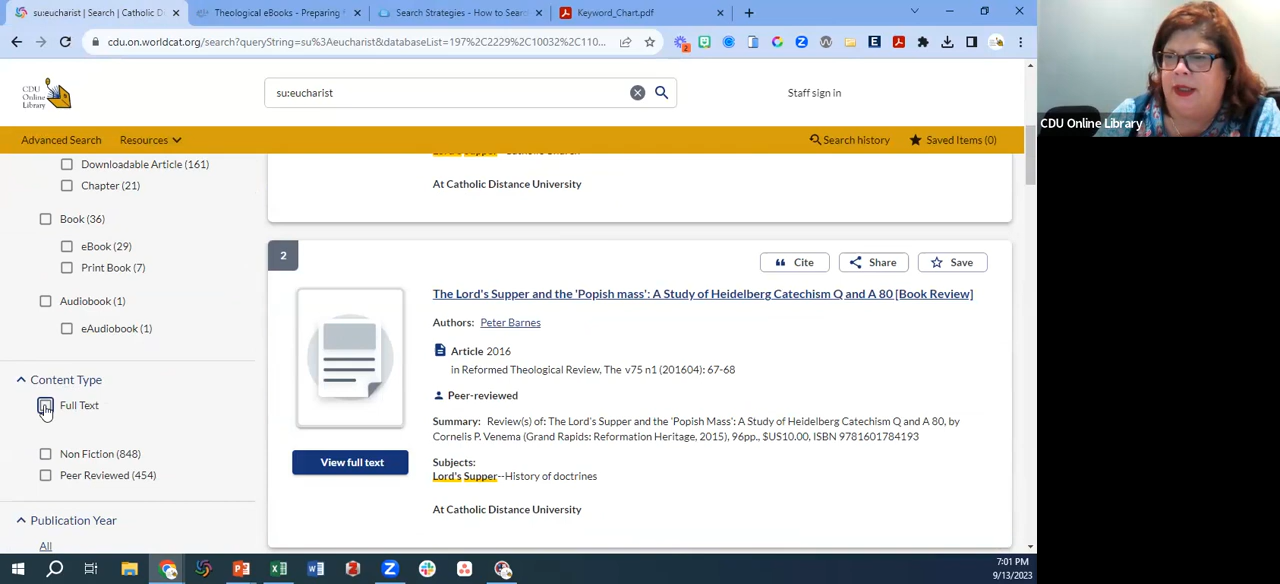 su:eucharist | Search | Catholic D
Theological eBooks - Preparing
Search Strategies - How to Sear
Keyword_Chart.pdf
cdu.on.worldcat.org/search?queryString=su%3Aeucharist&databaseList=197%2C2229%2C10032%2C110...
CDU
Online
Library
su:eucharist
Staff sign in
Advanced Search
Resources
Search history
Saved Items (0)
Downloadable Article (161)
Chapter (21)
Book (36)
eBook (29)
Print Book (7)
Audiobook (1)
eAudiobook (1)
Content Type
Full Text
Non Fiction (848)
Peer Reviewed (454)
Publication Year
All
At Catholic Distance University
2
Cite
Share
Save
The Lord's Supper and the 'Popish mass': A Study of Heidelberg Catechism Q and A 80 [Book Review]
Authors: Peter Barnes
Article 2016
in Reformed Theological Review, The v75 n1 (201604): 67-68
Peer-reviewed
Summary: Review(s) of: The Lord's Supper and the 'Popish Mass': A Study of Heidelberg Catechism Q and A 80, by
Cornelis P. Venema (Grand Rapids: Reformation Heritage, 2015), 96pp., $US10.00, ISBN 9781601784193
View full text
Subjects:
Lord's Supper--History of doctrines
At Catholic Distance University
7:01 PM
9/13/2023
CDU Online Library